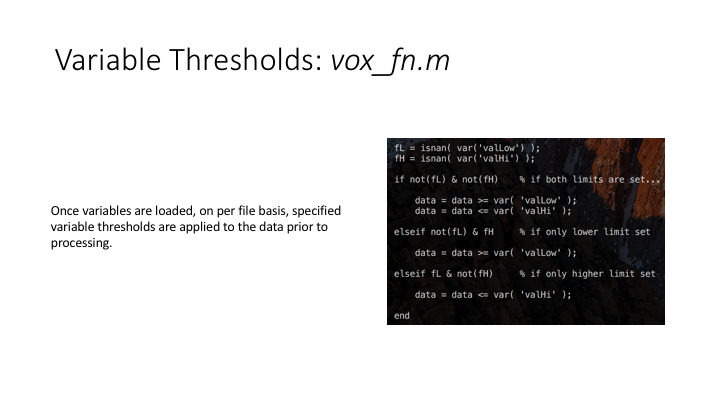 Variable Thresholds: vox_fn.m
Once variables are loaded, on per file basis, specified
variable thresholds are applied to the data prior to
processing.
fL = isnan( var('valLow') );
fH = isnan( var('valHi') );
if not(fL) & not(fH)    % if both limits are set...
    data = data >= var( 'valLow' );
    data = data <= var( 'valHi' );
elseif not(fL) & fH     % if only lower limit set
    data = data >= var( 'valLow' );
elseif fL & not(fH)     % if only higher limit set
    data = data <= var( 'valHi' );
end